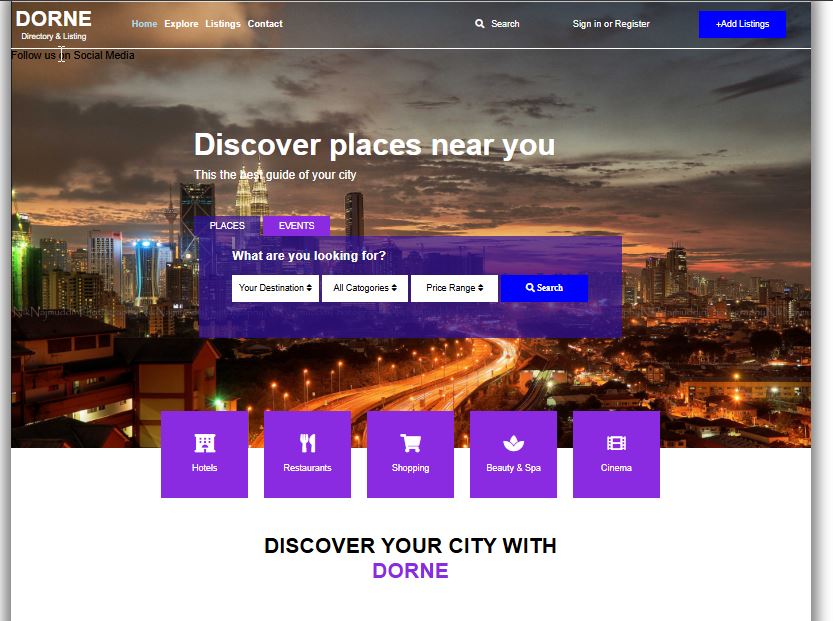 DORNE
Directory & Listing
Home Explore Listings Contact
Search
Sign in or Register
+Add Listings
Follow us on Social Media
Discover places near you
This the best guide of your city
PLACES EVENTS
What are you looking for?
Your Destination All Catogories Price Range Search
Hotels Restaurants Shopping Beauty & Spa Cinema
DISCOVER YOUR CITY WITH
DORNE